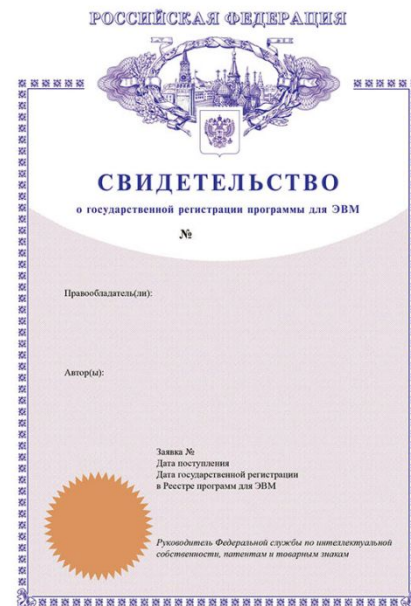 РОССИЙСКАЯ ФЕДЕРАЦИЯ
СВИДЕТЕЛЬСТВО
о государственной регистрации программы для ЭВМ
№
Правообладатель(ли):
Автор(ы):
Заявка №
Дата поступления
Дата государственной регистрации
в Реестре программ для ЭВМ
Руководитель Федеральной службы по интеллектуальной
собственности, патентам и товарным знакам